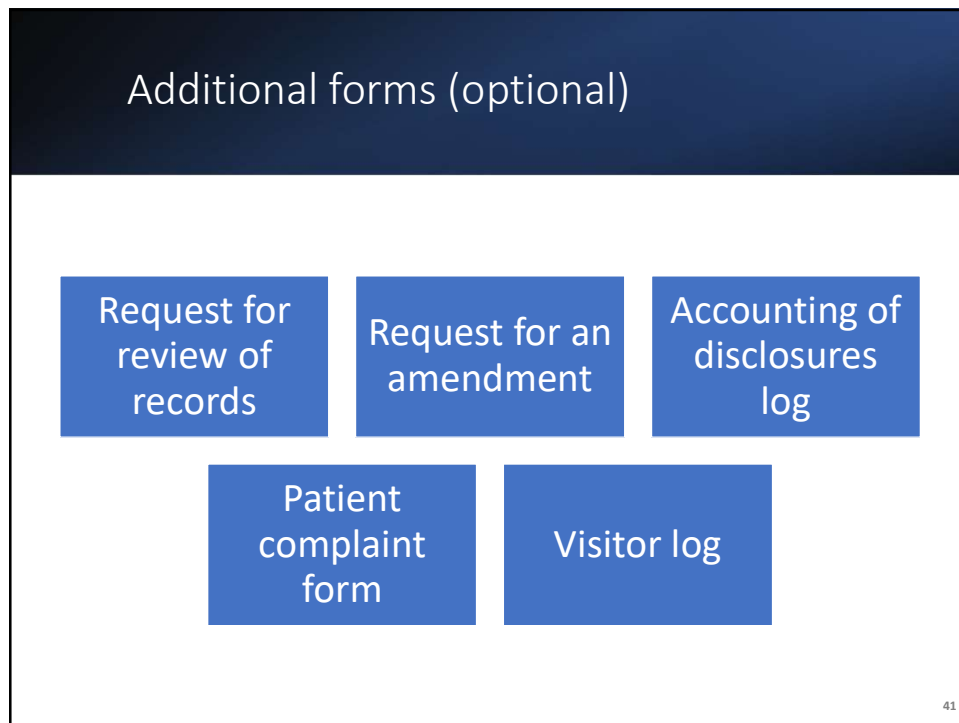 Additional forms (optional)
Request for
review of
records
Request for an
amendment
Accounting of
disclosures
log
Patient
complaint
form
Visitor log
41